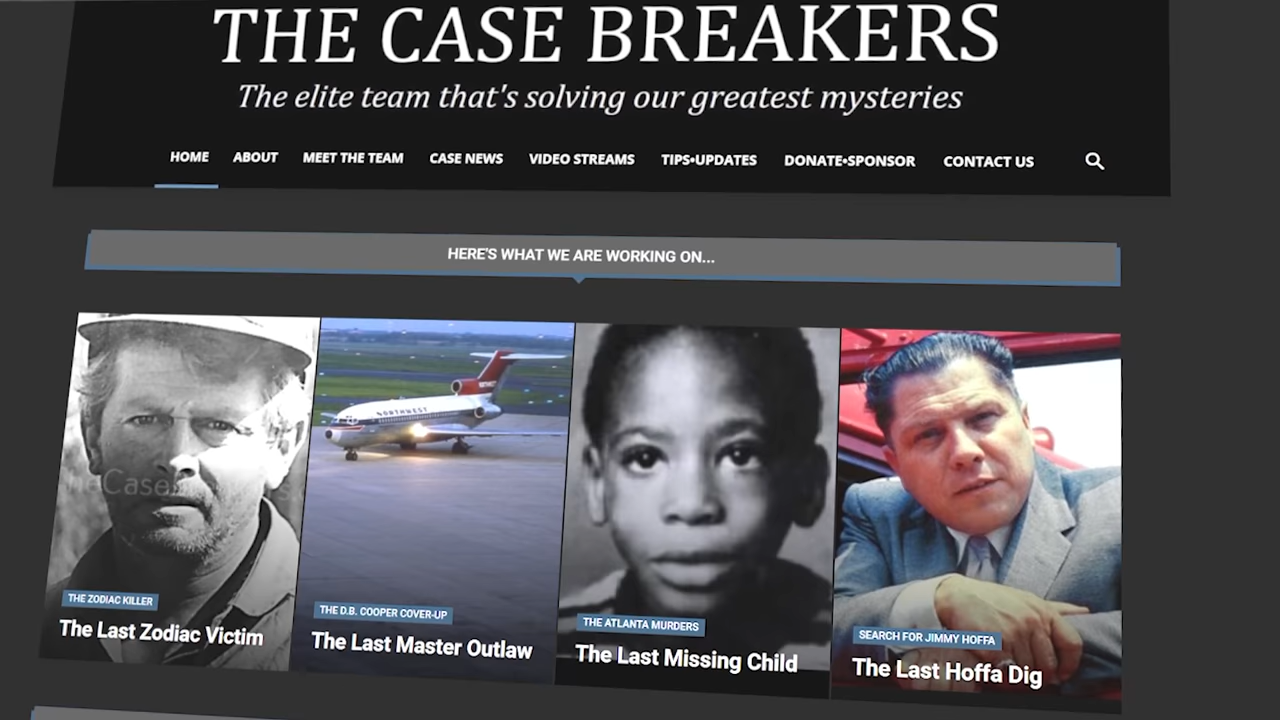 THE CASE BREAKERS
The elite team that's solving our greatest mysteries
HOME ABOUT MEET THE TEAM CASE NEWS VIDEO STREAMS TIPS•UPDATES DONATE•SPONSOR CONTACT US
HERE'S WHAT WE ARE WORKING ON...
NORTHWEST
THE ZODIAC KILLER
The Last Zodiac Victim
THE D.B. COOPER COVER-UP
The Last Master Outlaw
THE ATLANTA MURDERS
The Last Missing Child
SEARCH FOR JIMMY HOFFA
The Last Hoffa Dig